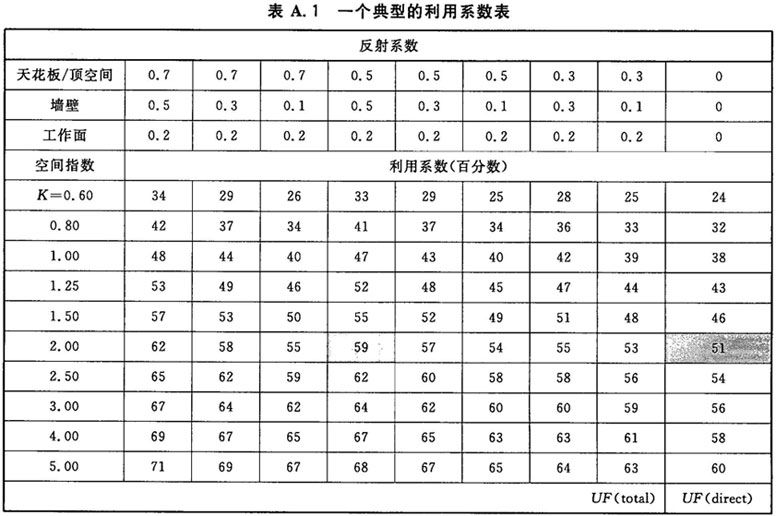 表 A.1 一个典型的利用系数表
反射系数
天花板/顶空间 0.7 0.7 0.7 0.5 0.5 0.5 0.3 0.3 0
墙壁 0.5 0.3 0.1 0.5 0.3 0.1 0.3 0.1 0
工作面 0.2 0.2 0.2 0.2 0.2 0.2 0.2 0.2 0
空间指数 利用系数(百分数)
K=0.60 34 29 26 33 29 25 28 25 24
0.80 42 37 34 41 37 34 36 33 32
1.00 48 44 40 47 43 40 42 39 38
1.25 53 49 46 52 48 45 47 44 43
1.50 57 53 50 55 52 49 51 48 46
2.00 62 58 55 59 57 54 55 53 51
2.50 65 62 59 62 60 58 58 56 54
3.00 67 64 62 64 62 60 60 59 56
4.00 69 67 65 67 65 63 63 61 58
5.00 71 69 67 68 67 65 64 63 60
UF(total) UF(direct)